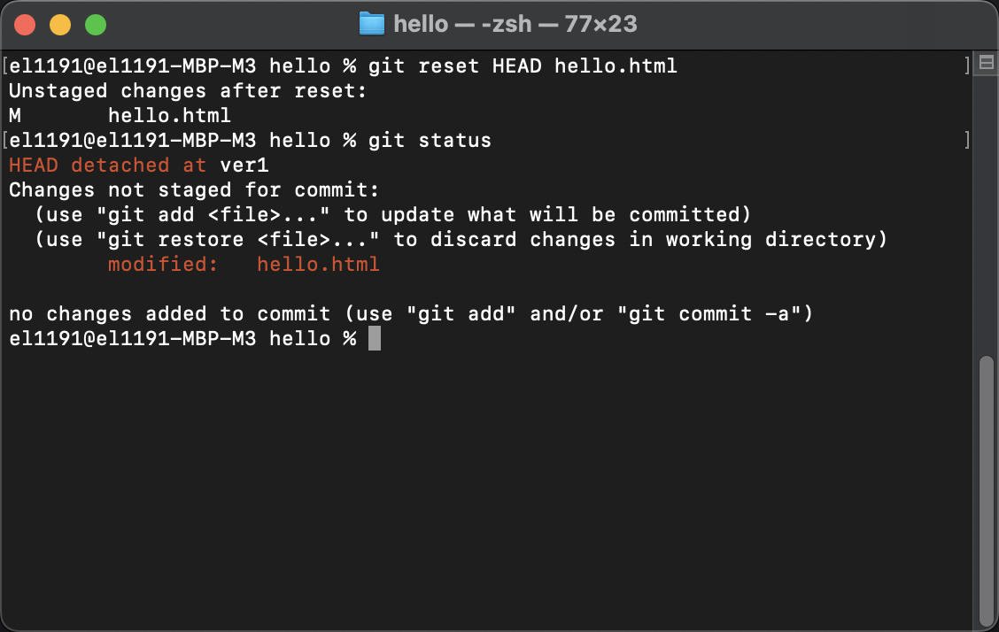 hello — -zsh — 77×23
[el1191@el1191-MBP-M3 hello % git reset HEAD hello.html ]
Unstaged changes after reset:
M       hello.html
[el1191@el1191-MBP-M3 hello % git status ]
HEAD detached at ver1
Changes not staged for commit:
  (use "git add <file>..." to update what will be committed)
  (use "git restore <file>..." to discard changes in working directory)
        modified:   hello.html

no changes added to commit (use "git add" and/or "git commit -a")
el1191@el1191-MBP-M3 hello %